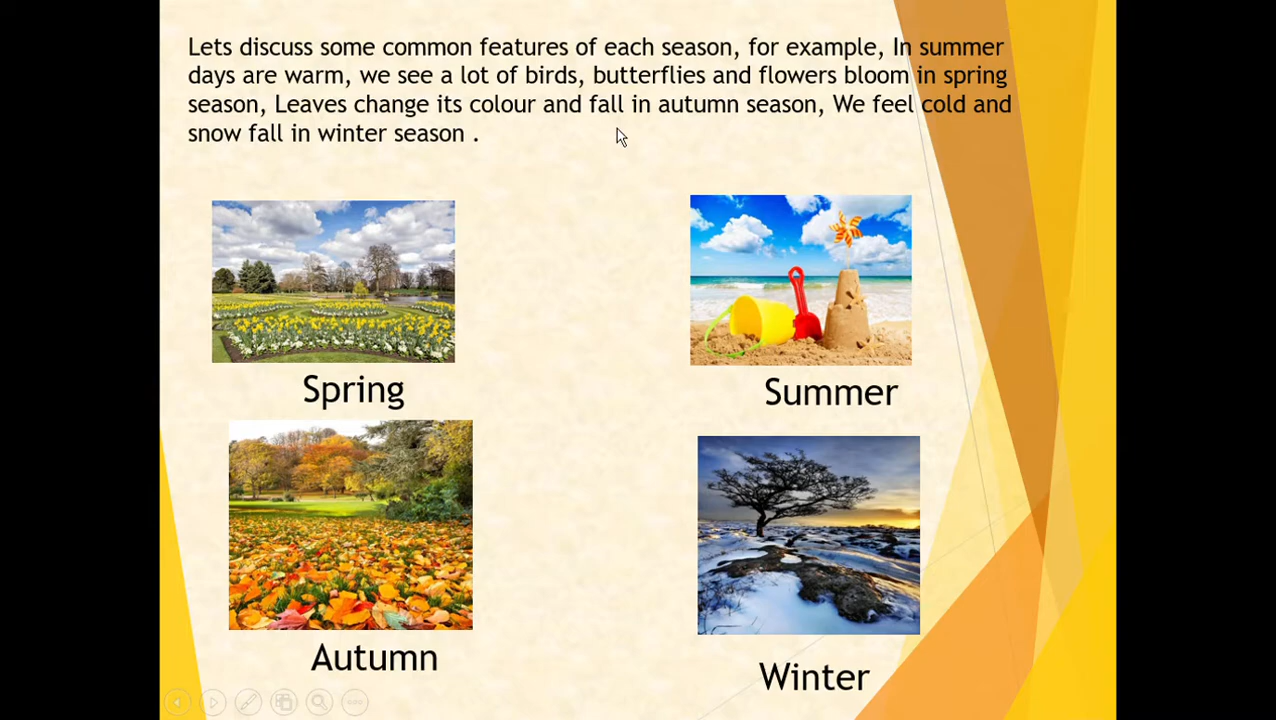 Lets discuss some common features of each season, for example, In summer
days are warm, we see a lot of birds, butterflies and flowers bloom in spring
season, Leaves change its colour and fall in autumn season, We feel cold and
snow fall in winter season .
Spring
Summer
Autumn
Winter